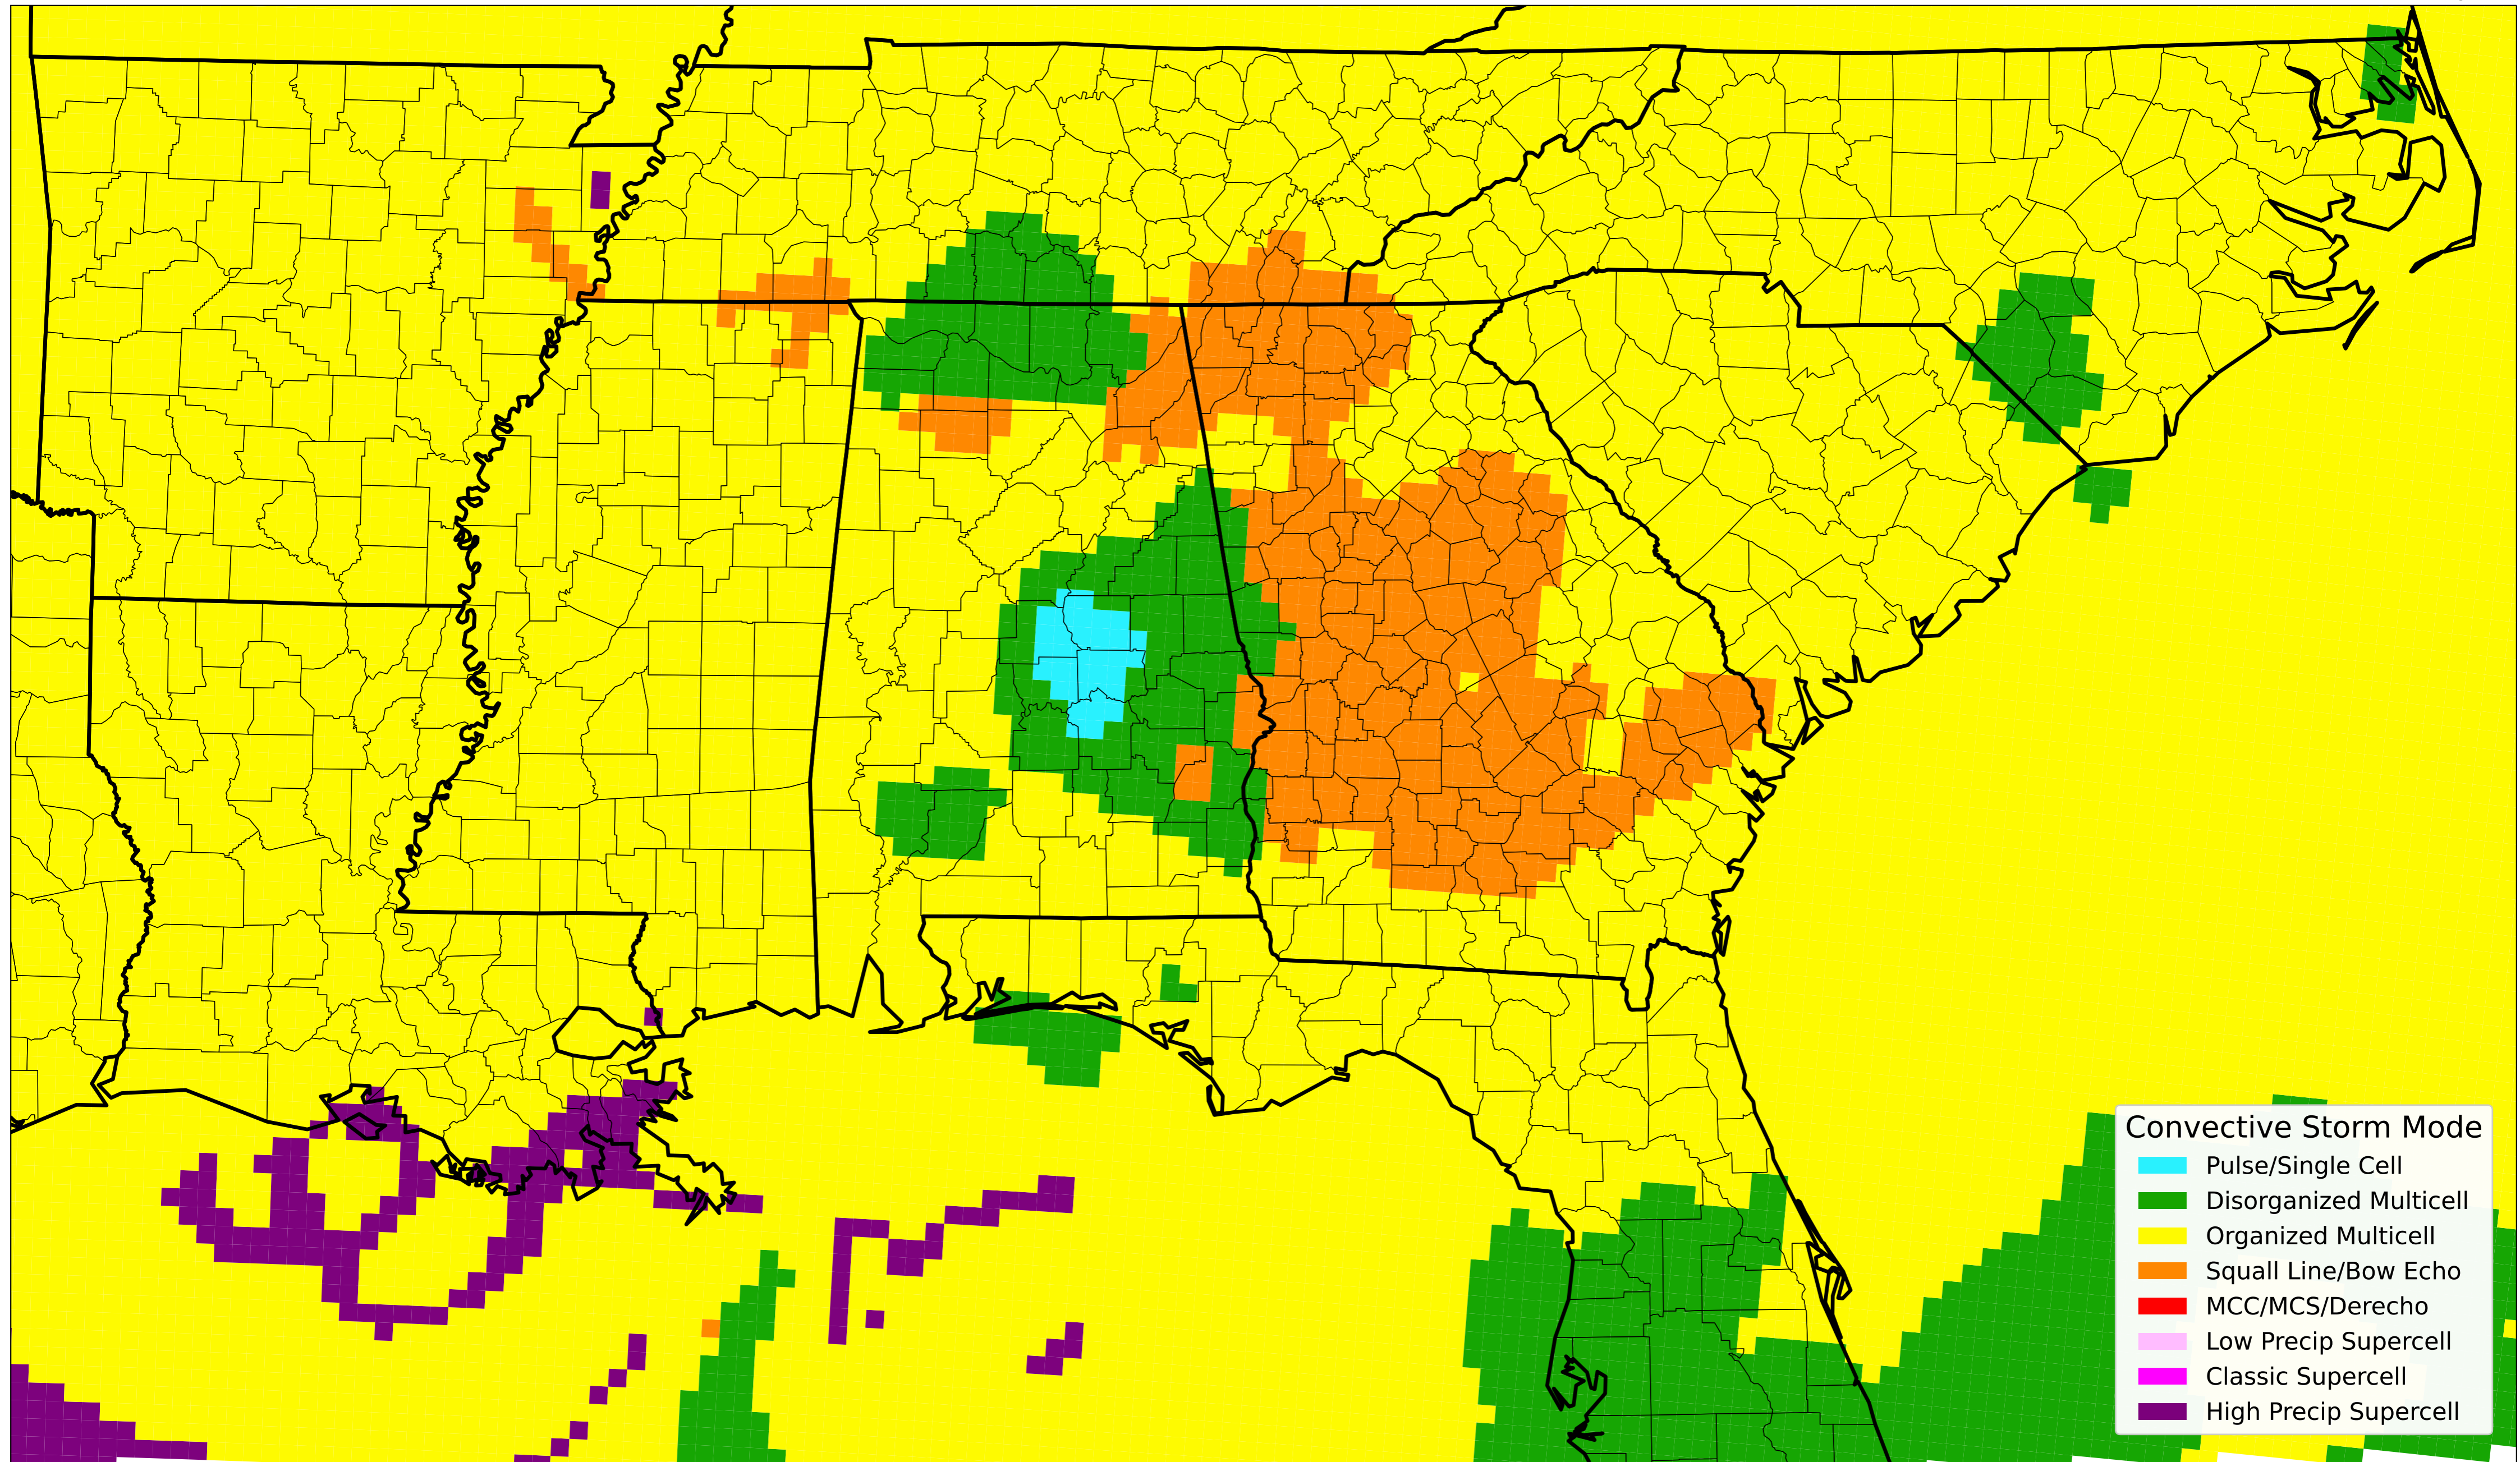 Convective Storm Mode
Pulse/Single Cell
Disorganized Multicell
Organized Multicell
Squall Line/Bow Echo
MCC/MCS/Derecho
Low Precip Supercell
Classic Supercell
High Precip Supercell